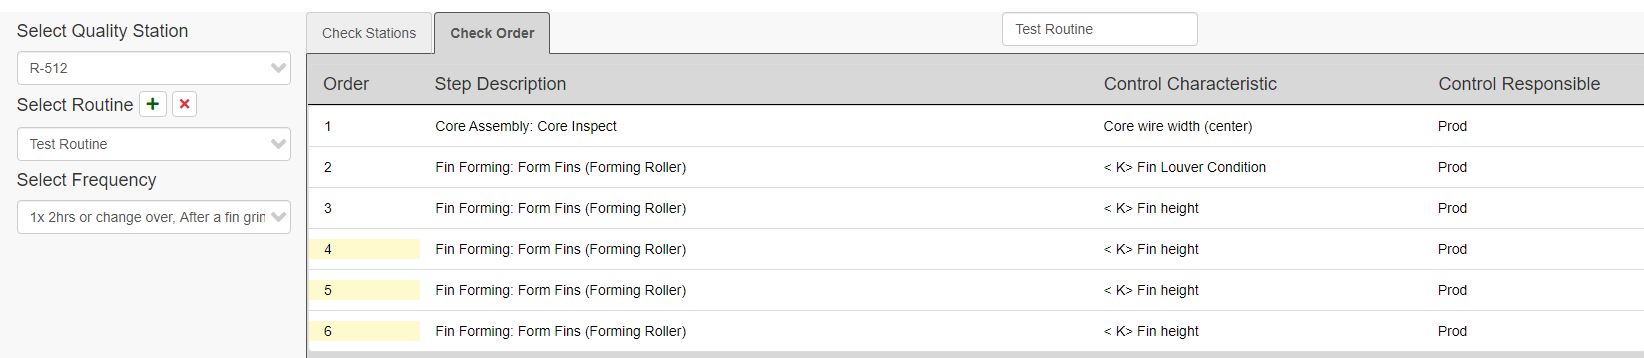 Select Quality Station
R-512
Select Routine
Test Routine
Select Frequency
1x 2hrs or change over, After a fin grin
Check Stations Check Order Test Routine
Order Step Description Control Characteristic Control Responsible
1 Core Assembly: Core Inspect Core wire width (center) Prod
2 Fin Forming: Form Fins (Forming Roller) < K> Fin Louver Condition Prod
3 Fin Forming: Form Fins (Forming Roller) < K> Fin height Prod
4 Fin Forming: Form Fins (Forming Roller) < K> Fin height Prod
5 Fin Forming: Form Fins (Forming Roller) < K> Fin height Prod
6 Fin Forming: Form Fins (Forming Roller) < K> Fin height Prod